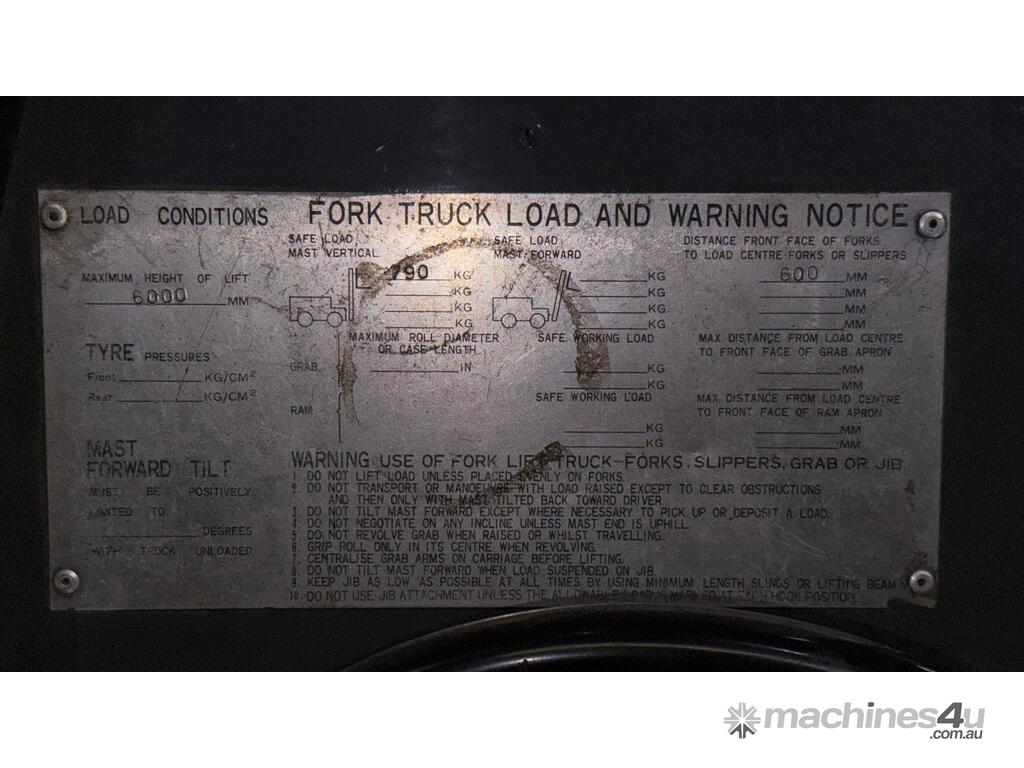 LOAD CONDITIONS
MAXIMUM HEIGHT OF LIFT
6000 MM
TYRE PRESSURES
Front KG/CM²
Rear KG/CM²
MAST
FORWARD TILT
MUST BE POSITIVELY
LIMITED TO
DEGREES
WITH TRUCK UNLOADED
FORK TRUCK LOAD AND WARNING NOTICE
SAFE LOAD
MAST VERTICAL
790 KG
KG
KG
KG
SAFE LOAD
MAST FORWARD
KG
KG
KG
KG
DISTANCE FRONT FACE OF FORKS
TO LOAD CENTRE FORKS OR SLIPPERS
600 MM
MM
MM
MM
MAXIMUM ROLL DIAMETER
OR CASE LENGTH
GRAB IN
RAM
SAFE WORKING LOAD
KG
KG
SAFE WORKING LOAD
KG
KG
MAX. DISTANCE FROM LOAD CENTRE
TO FRONT FACE OF GRAB APRON
MM
MM
MAX. DISTANCE FROM LOAD CENTRE
TO FRONT FACE OF RAM APRON
MM
MM
WARNING USE OF FORK LIFT TRUCK-FORKS, SLIPPERS, GRAB OR JIB
1. DO NOT LIFT LOAD UNLESS PLACED EVENLY ON FORKS.
2. DO NOT TRANSPORT OR MANOEUVRE WITH LOAD RAISED EXCEPT TO CLEAR OBSTRUCTIONS
AND THEN ONLY WITH MAST TILTED BACK TOWARD DRIVER
3. DO NOT TILT MAST FORWARD EXCEPT WHERE NECESSARY TO PICK UP OR DEPOSIT A LOAD.
4. DO NOT NEGOTIATE ON ANY INCLINE UNLESS MAST END IS UPHILL.
5. DO NOT REVOLVE GRAB WHEN RAISED OR WHILST TRAVELLING.
6. GRIP ROLL ONLY IN ITS CENTRE WHEN REVOLVING.
7. CENTRALISE GRAB ARMS ON CARRIAGE BEFORE LIFTING.
8. DO NOT TILT MAST FORWARD WHEN LOAD SUSPENDED ON JIB.
9. KEEP JIB AS LOW AS POSSIBLE AT ALL TIMES BY USING MINIMUM LENGTH SLINGS OR LIFTING BEAM
10. DO NOT USE JIB ATTACHMENT UNLESS THE ALLOWABLE LOAD IS MARKED AT EACH HOOK POSITION
machines4u
.com.au